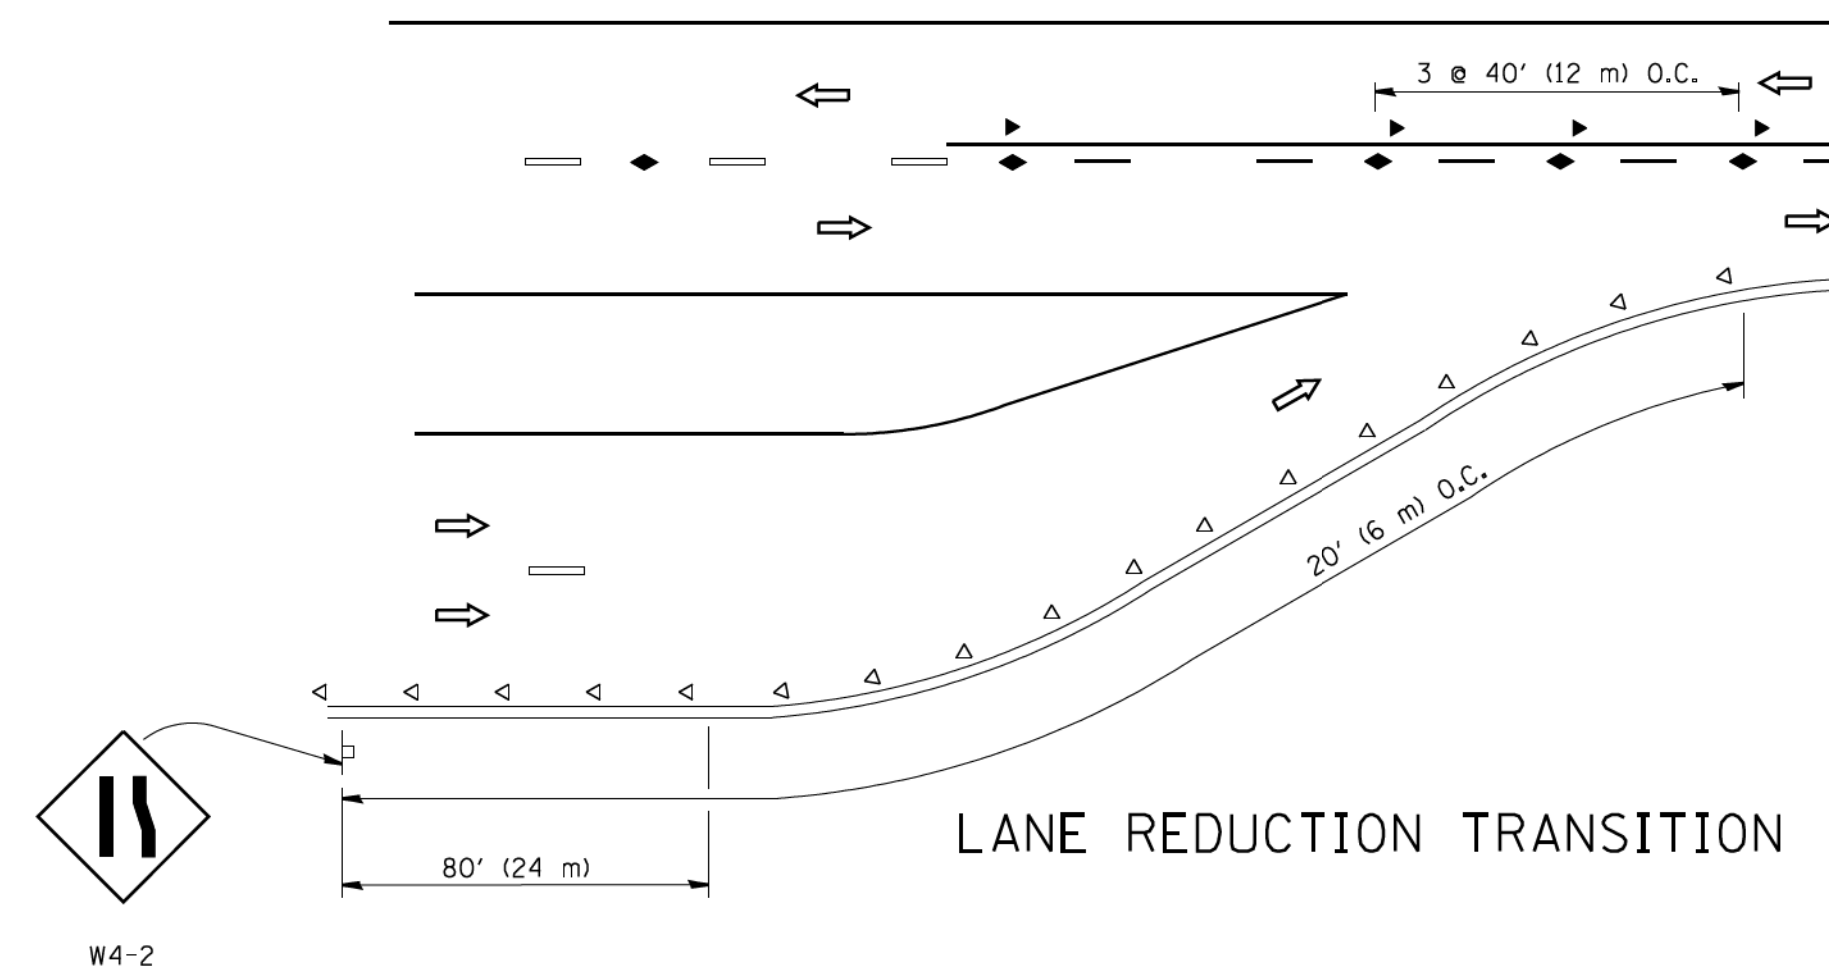 3 @ 40' (12 m) O.C.
20' (6 m) O.C.
LANE REDUCTION TRANSITION
80' (24 m)
W4-2